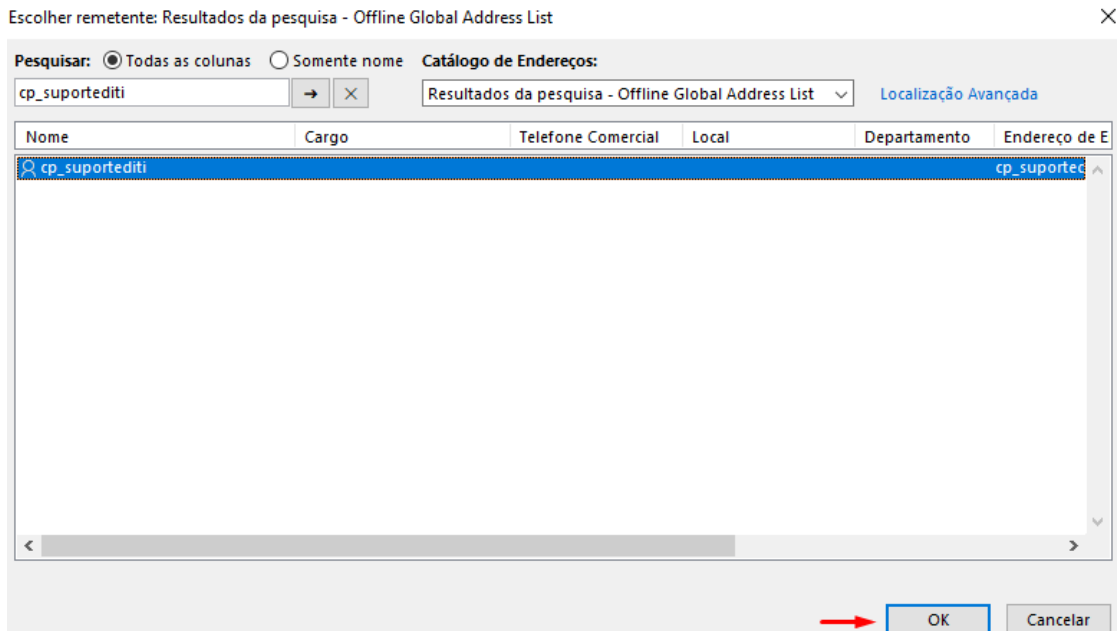 Escolher remetente: Resultados da pesquisa - Offline Global Address List
Pesquisar: Todas as colunas Somente nome Catálogo de Endereços:
cp_suportediti Resultados da pesquisa - Offline Global Address List Localização Avançada
Nome Cargo Telefone Comercial Local Departamento Endereço de E
cp_suportediti cp_suportec
OK Cancelar